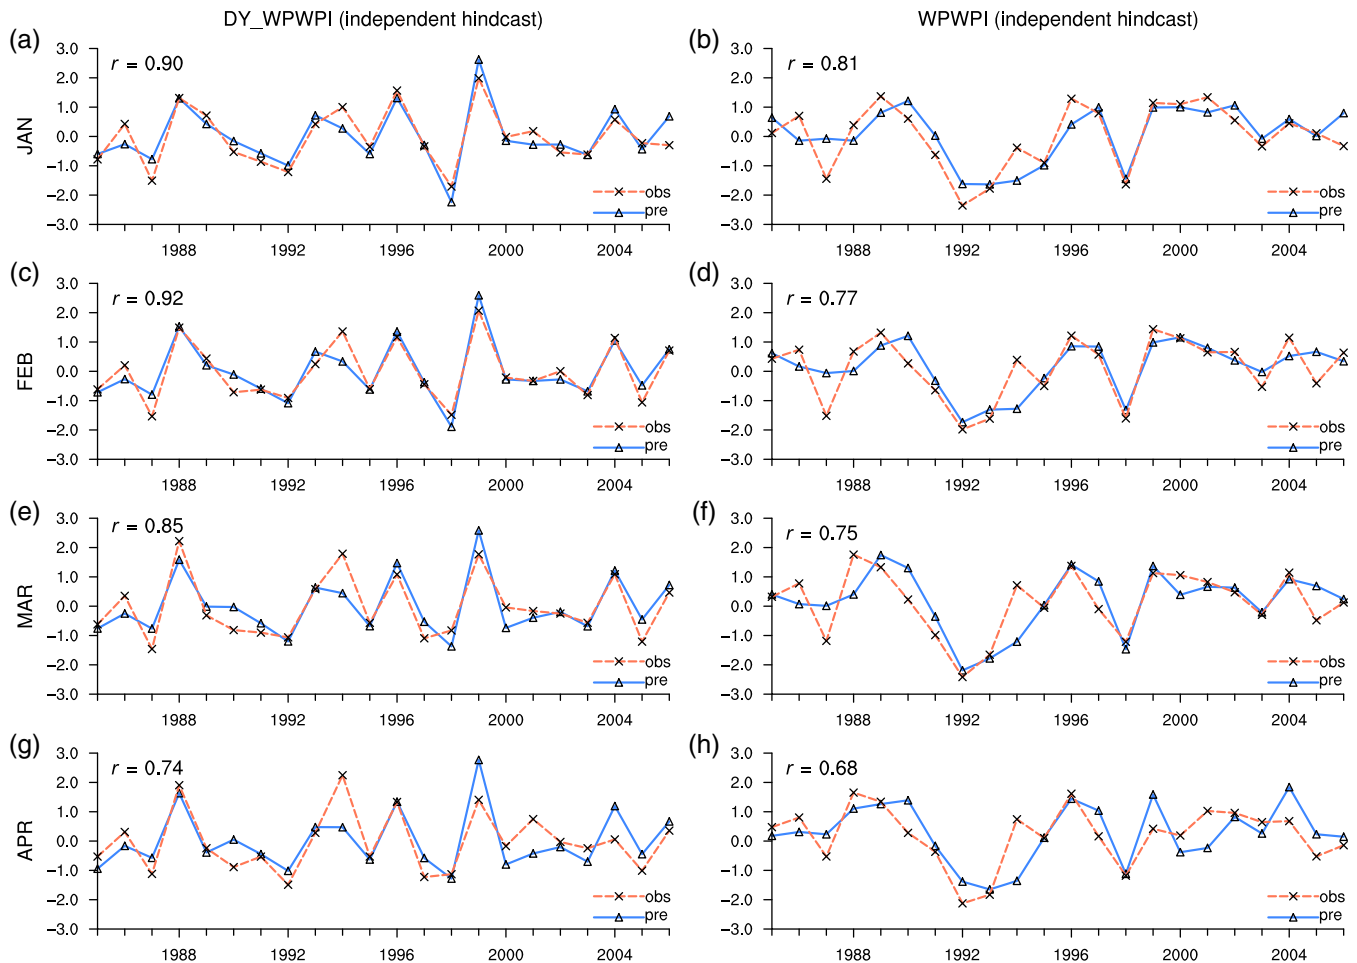 DY_WPWPI (independent hindcast)
WPWPI (independent hindcast)
(a)
3.0
2.0
1.0
0.0
−1.0
−2.0
−3.0
JAN
r = 0.90
obs
pre
1988 1992 1996 2000 2004
(b)
3.0
2.0
1.0
0.0
−1.0
−2.0
−3.0
r = 0.81
obs
pre
1988 1992 1996 2000 2004
(c)
3.0
2.0
1.0
0.0
−1.0
−2.0
−3.0
FEB
r = 0.92
obs
pre
1988 1992 1996 2000 2004
(d)
3.0
2.0
1.0
0.0
−1.0
−2.0
−3.0
r = 0.77
obs
pre
1988 1992 1996 2000 2004
(e)
3.0
2.0
1.0
0.0
−1.0
−2.0
−3.0
MAR
r = 0.85
obs
pre
1988 1992 1996 2000 2004
(f)
3.0
2.0
1.0
0.0
−1.0
−2.0
−3.0
r = 0.75
obs
pre
1988 1992 1996 2000 2004
(g)
3.0
2.0
1.0
0.0
−1.0
−2.0
−3.0
APR
r = 0.74
obs
pre
1988 1992 1996 2000 2004
(h)
3.0
2.0
1.0
0.0
−1.0
−2.0
−3.0
r = 0.68
obs
pre
1988 1992 1996 2000 2004